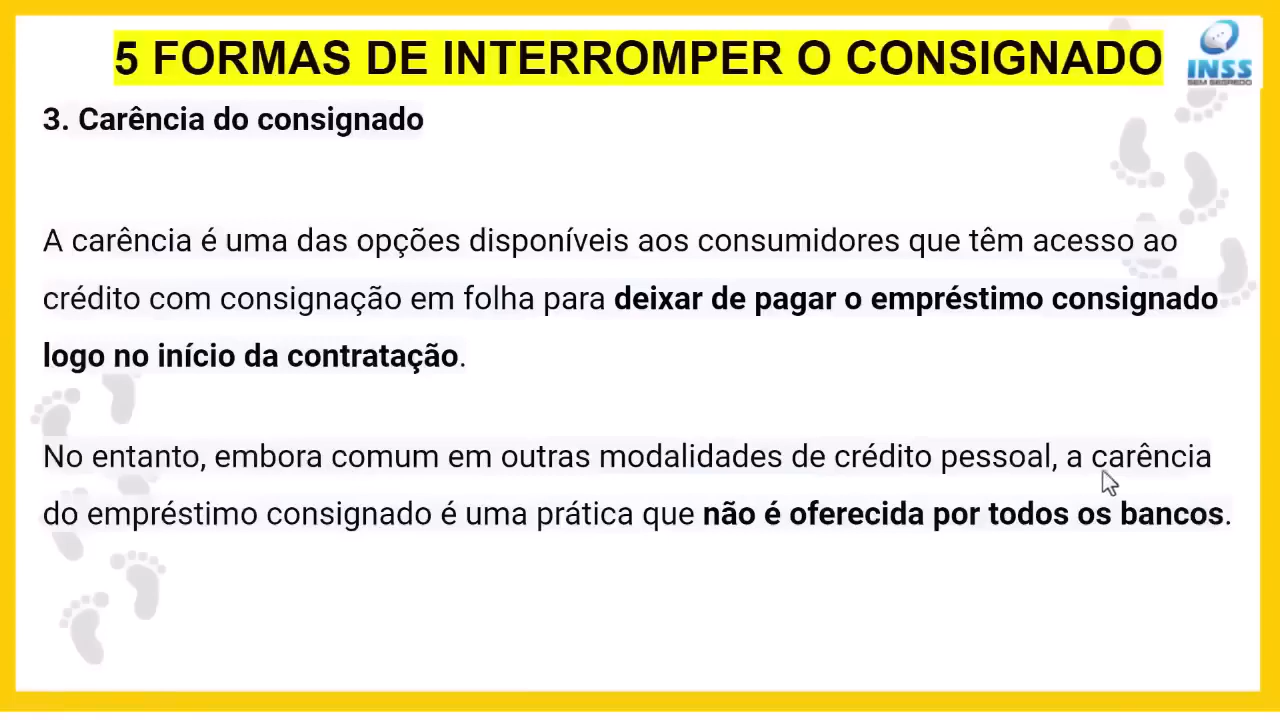 5 FORMAS DE INTERROMPER O CONSIGNADO
INSS
SEM SEGREDO
3. Carência do consignado
A carência é uma das opções disponíveis aos consumidores que têm acesso ao
crédito com consignação em folha para deixar de pagar o empréstimo consignado
logo no início da contratação.
No entanto, embora comum em outras modalidades de crédito pessoal, a carência
do empréstimo consignado é uma prática que não é oferecida por todos os bancos.